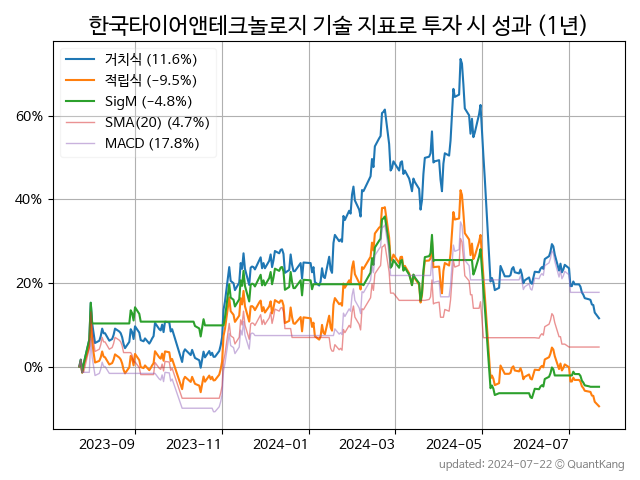 한국타이어앤테크놀로지 기술 지표로 투자 시 성과 (1년)
거치식 (11.6%)
적립식 (−9.5%)
SigM (−4.8%)
SMA(20) (4.7%)
MACD (17.8%)
60%
40%
20%
0%
2023-09 2023-11 2024-01 2024-03 2024-05 2024-07
updated: 2024-07-22 © QuantKang